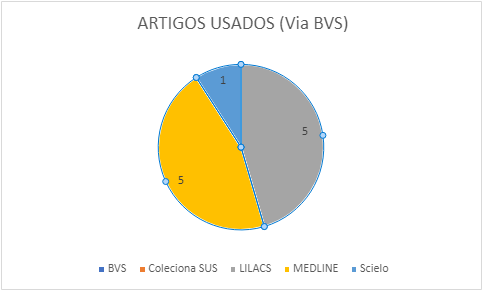 ARTIGOS USADOS (Via BVS)
1
5
5
BVS Coleciona SUS LILACS MEDLINE Scielo